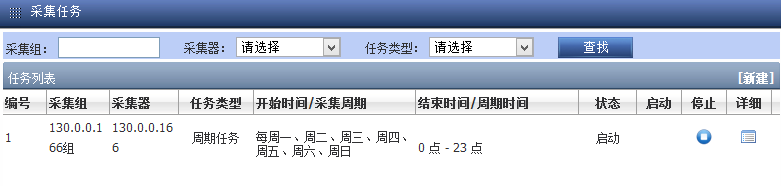 采集任务
采集组： 采集器： 请选择 任务类型： 请选择 查找
任务列表 [新建]
编号 采集组 采集器 任务类型 开始时间/采集周期 结束时间/周期时间 状态 启动 停止 详细
1 130.0.0.1 130.0.0.16 周期任务 每周一、周二、周三、周四、 0 点 - 23 点 启动
66组 6 周五、周六、周日